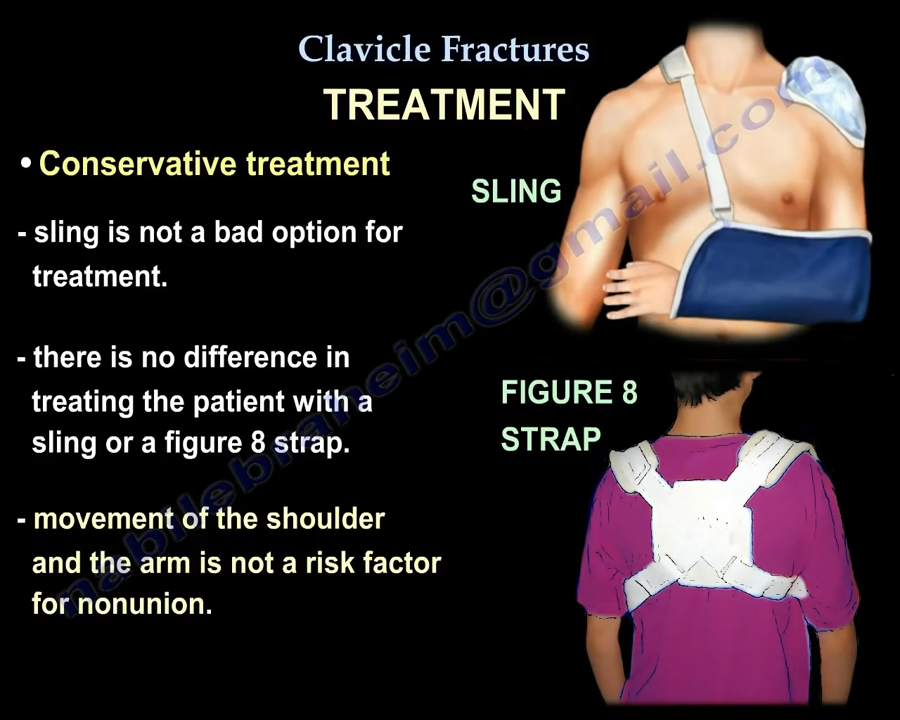 Clavicle Fractures
TREATMENT
• Conservative treatment
- sling is not a bad option for
treatment.
- there is no difference in
treating the patient with a
sling or a figure 8 strap.
- movement of the shoulder
and the arm is not a risk factor
for nonunion.
SLING
FIGURE 8
STRAP
nabilebraheim@gmail.com